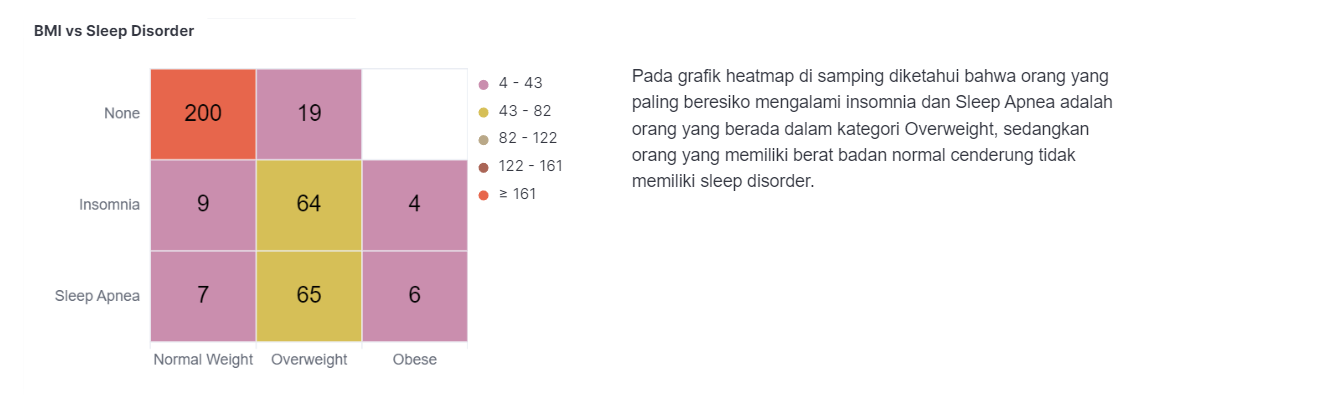 BMI vs Sleep Disorder
None
200
19
Insomnia
9
64
4
Sleep Apnea
7
65
6
Normal Weight
Overweight
Obese
4 - 43
43 - 82
82 - 122
122 - 161
≥ 161
Pada grafik heatmap di samping diketahui bahwa orang yang
paling beresiko mengalami insomnia dan Sleep Apnea adalah
orang yang berada dalam kategori Overweight, sedangkan
orang yang memiliki berat badan normal cenderung tidak
memiliki sleep disorder.